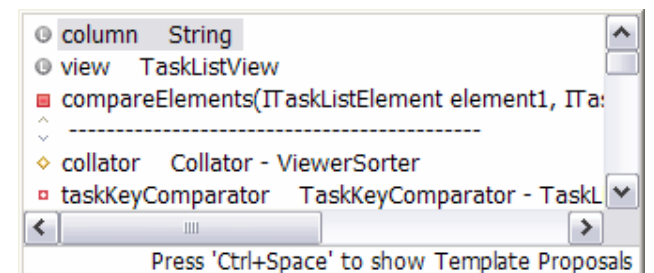 column String
view TaskListView
compareElements(ITaskListElement element1, ITas
---------------------------------------------
collator Collator - ViewerSorter
taskKeyComparator TaskKeyComparator - TaskL
Press 'Ctrl+Space' to show Template Proposals